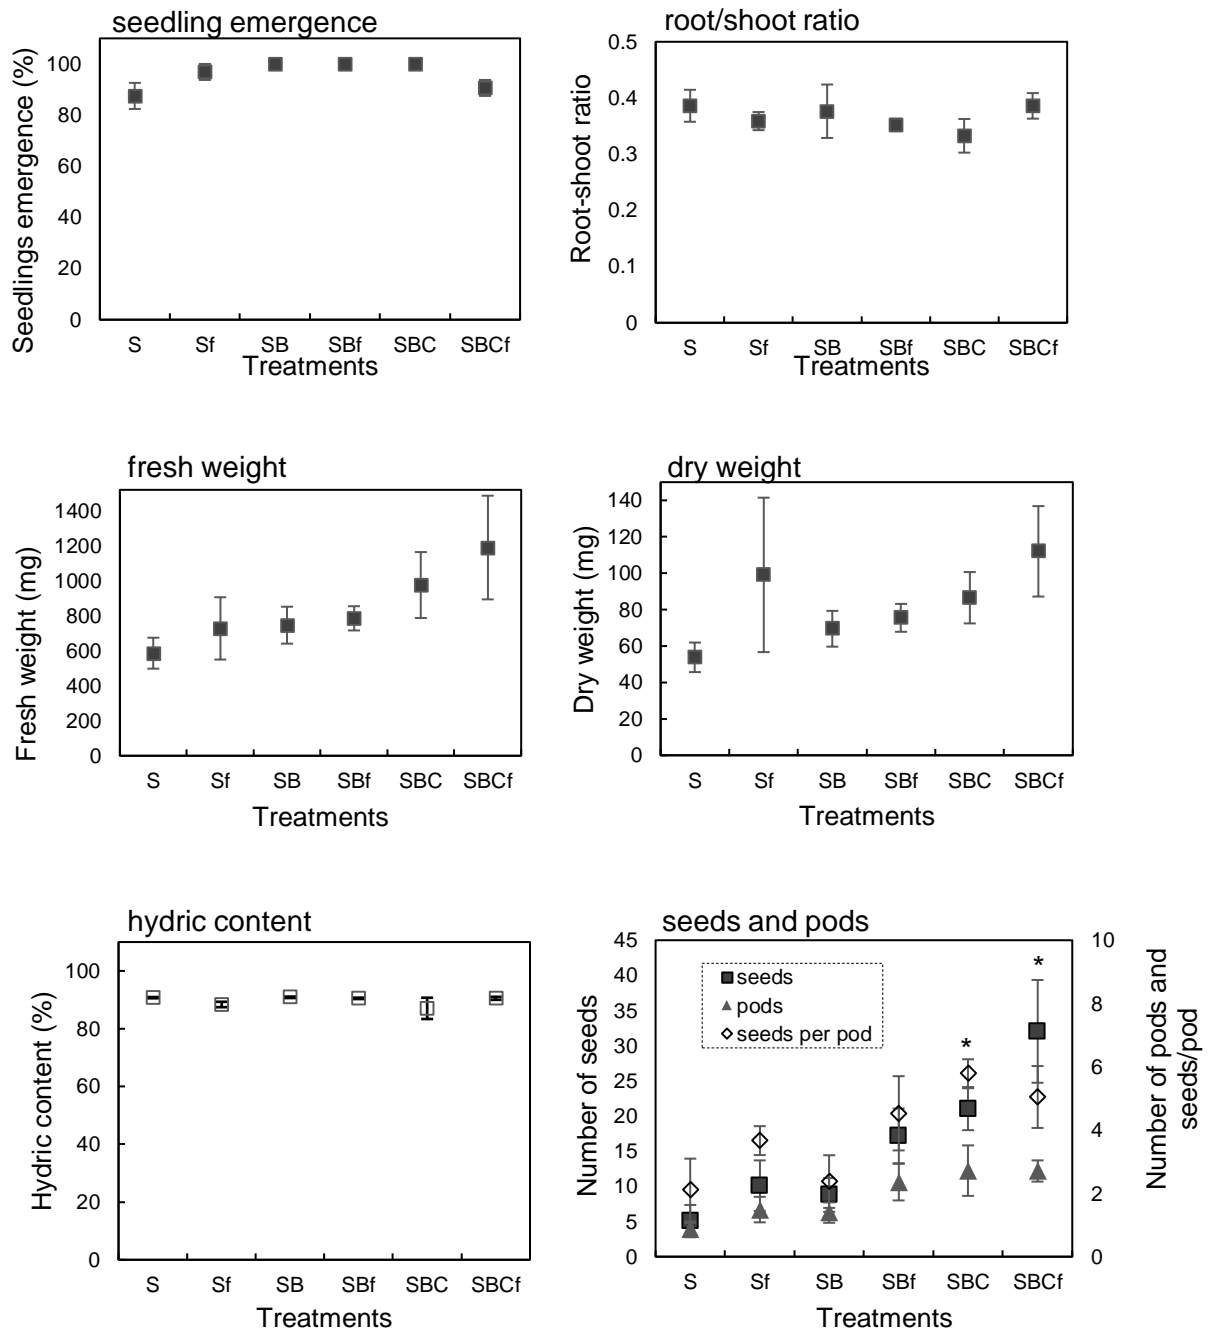 seedling emergence
Seedlings emergence (%)
100
80
60
40
20
0
S Sf SB SBf SBC SBCf
Treatments
root/shoot ratio
Root-shoot ratio
0.5
0.4
0.3
0.2
0.1
0
S Sf SB SBf SBC SBCf
Treatments
fresh weight
Fresh weight (mg)
1400
1200
1000
800
600
400
200
0
S Sf SB SBf SBC SBCf
Treatments
dry weight
Dry weight (mg)
140
120
100
80
60
40
20
0
S Sf SB SBf SBC SBCf
Treatments
hydric content
Hydric content (%)
100
80
60
40
20
0
S Sf SB SBf SBC SBCf
Treatments
seeds and pods
Number of seeds
45
40
35
30
25
20
15
10
5
0
seeds
pods
seeds per pod
*
*
10
8
6
4
2
0
Number of pods and
seeds/pod
S Sf SB SBf SBC SBCf
Treatments